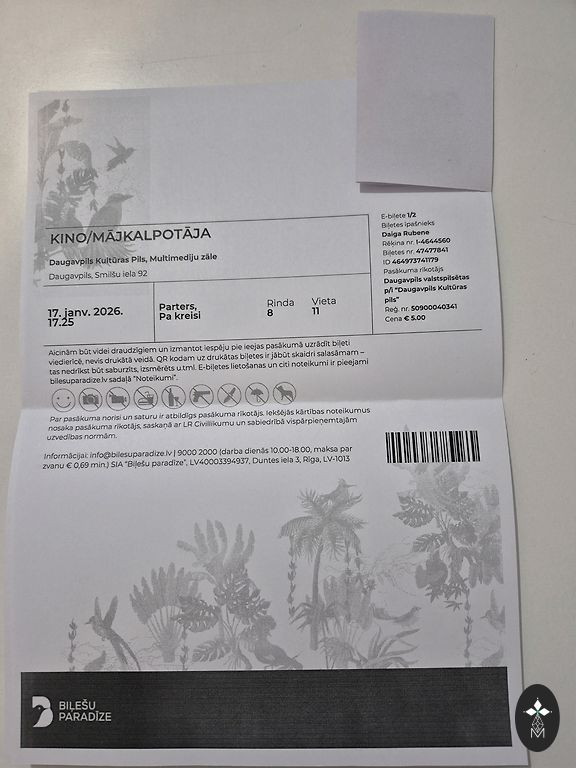 KINO/MĀJKALPOTĀJA
Daugavpils Kultūras Pils, Multimediju zāle
Daugavpils, Smilšu iela 92
17. janv. 2026.
17.25
Parters,
Pa kreisi
Rinda
8
Vieta
11
E-biļete 1/2
Biļetes īpašnieks
Daiga Rubene
Rēķina nr. I-4644560
Biļetes nr. 47477841
ID 464973741179
Pasākuma rīkotājs
Daugavpils valstspilsētas
p/i "Daugavpils Kultūras
pils"
Reģ. nr. 50900040341
Cena € 5.00
Aicinām būt videi draudzīgiem un izmantot iespēju pie ieejas pasākumā uzrādīt biļeti
viedierīcē, nevis drukātā veidā. QR kodam uz drukātas biļetes ir jābūt skaidri salasāmam –
tas nedrīkst būt saburzīts, izsmērēts u.tml. E-biļetes lietošanas un citi noteikumi ir pieejami
bilesuparadize.lv sadaļā "Noteikumi".
Par pasākuma norisi un saturu ir atbildīgs pasākuma rīkotājs. Iekšējās kārtības noteikumus
nosaka pasākuma rīkotājs, saskaņā ar LR Civillikumu un sabiedrībā vispārpieņemtajām
uzvedības normām.
Informācijai: info@bilesuparadize.lv | 9000 2000 (darba dienās 10.00-18.00, maksa par
zvanu € 0,69 min.) SIA "Biļešu paradīze", LV40003394937, Duntes iela 3, Rīga, LV-1013
BIĻEŠU
PARADĪZE
M